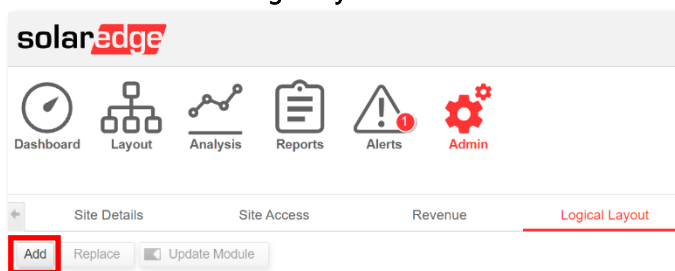 solaredge
Dashboard Layout Analysis Reports Alerts 1 Admin
Site Details Site Access Revenue Logical Layout
Add Replace Update Module